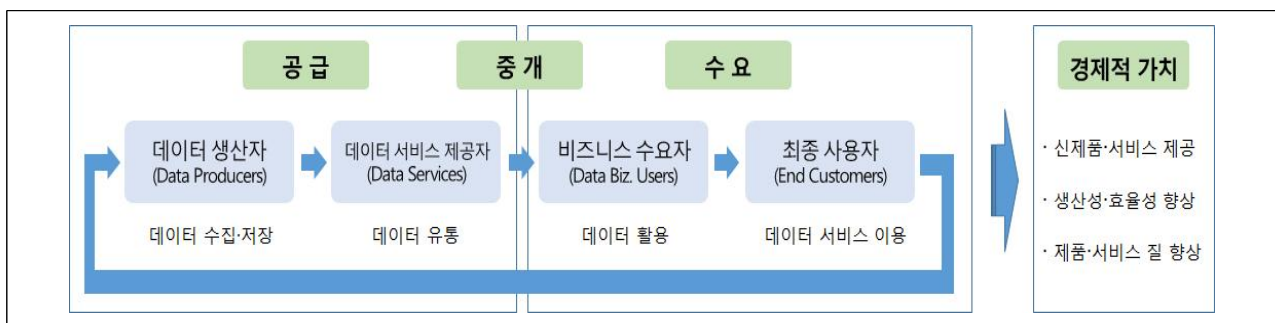 공 급
중 개
수 요
경제적 가치
데이터 생산자
(Data Producers)
데이터 서비스 제공자
(Data Services)
비즈니스 수요자
(Data Biz. Users)
최종 사용자
(End Customers)
데이터 수집·저장
데이터 유통
데이터 활용
데이터 서비스 이용
· 신제품·서비스 제공
· 생산성·효율성 향상
· 제품·서비스 질 향상